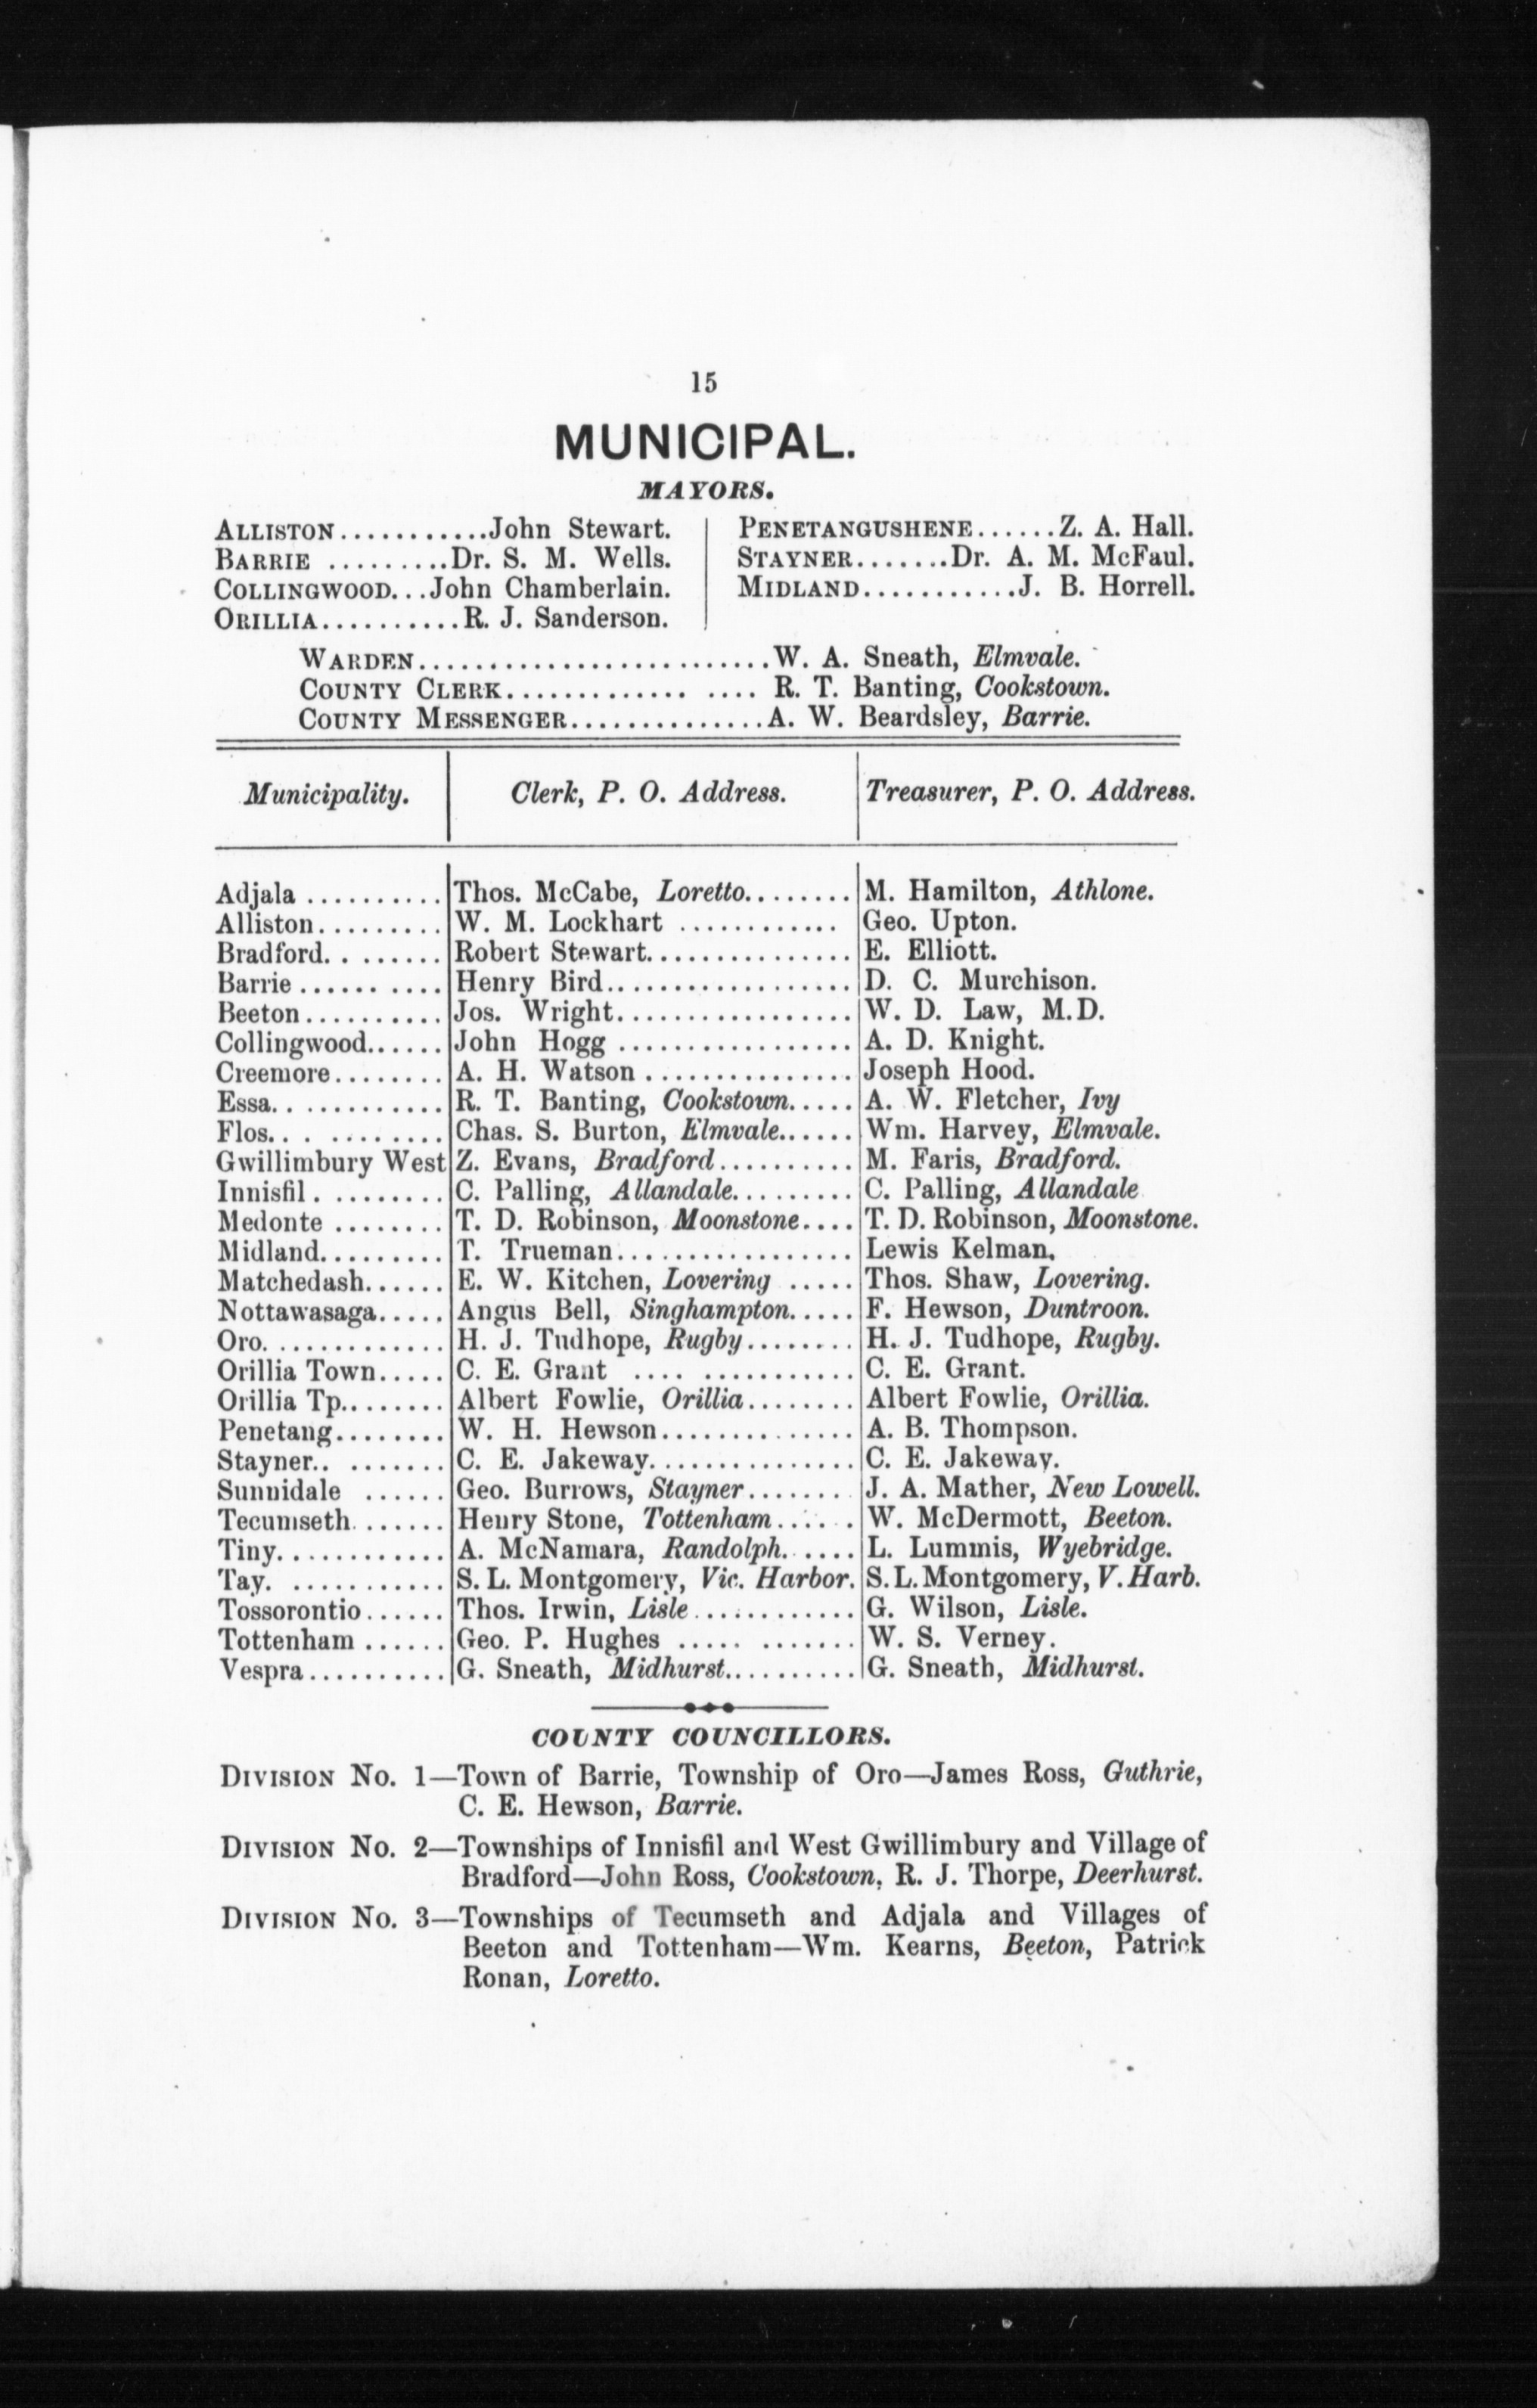 15
MUNICIPAL.
MAYORS.
ALLISTON...........John Stewart.
BARRIE .........Dr. S. M. Wells.
COLLINGWOOD...John Chamberlain.
ORILLIA..........R. J. Sanderson.
PENETANGUSHENE......Z. A. Hall.
STAYNER.......Dr. A. M. McFaul.
MIDLAND...........J. B. Horrell.
WARDEN.........................W. A. Sneath, Elmvale.
COUNTY CLERK............. .... R. T. Banting, Cookstown.
COUNTY MESSENGER..............A. W. Beardsley, Barrie.
Municipality. Clerk, P. O. Address. Treasurer, P. O. Address.
Adjala .......... Thos. McCabe, Loretto........ M. Hamilton, Athlone.
Alliston......... W. M. Lockhart ............ Geo. Upton.
Bradford. . ...... Robert Stewart............... E. Elliott.
Barrie ...... .... Henry Bird.................. D. C. Murchison.
Beeton.......... Jos. Wright................. W. D. Law, M.D.
Collingwood...... John Hogg ................. A. D. Knight.
Creemore........ A. H. Watson ............... Joseph Hood.
Essa. . .......... R. T. Banting, Cookstown..... A. W. Fletcher, Ivy
Flos. . . ......... Chas. S. Burton, Elmvale...... Wm. Harvey, Elmvale.
Gwillimbury West Z. Evans, Bradford.......... M. Faris, Bradford.
Innisfil. ........ C. Palling, Allandale......... C. Palling, Allandale
Medonte ........ T. D. Robinson, Moonstone.... T. D. Robinson, Moonstone.
Midland......... T. Trueman................. Lewis Kelman.
Matchedash...... E. W. Kitchen, Lovering ..... Thos. Shaw, Lovering.
Nottawasaga..... Angus Bell, Singhampton..... F. Hewson, Duntroon.
Oro. ............ H. J. Tudhope, Rugby........ H. J. Tudhope, Rugby.
Orillia Town..... C. E. Grant .... ........... C. E. Grant.
Orillia Tp........ Albert Fowlie, Orillia........ Albert Fowlie, Orillia.
Penetang........ W. H. Hewson.............. A. B. Thompson.
Stayner.. ....... C. E. Jakeway............... C. E. Jakeway.
Sunnidale ...... Geo. Burrows, Stayner........ J. A. Mather, New Lowell.
Tecumseth....... Henry Stone, Tottenham...... W. McDermott, Beeton.
Tiny............ A. McNamara, Randolph...... L. Lummis, Wyebridge.
Tay. ........... S. L. Montgomery, Vic. Harbor. S. L. Montgomery, V. Harb.
Tossorontio...... Thos. Irwin, Lisle............ G. Wilson, Lisle.
Tottenham ...... Geo. P. Hughes ..... ....... W. S. Verney.
Vespra.......... G. Sneath, Midhurst.......... G. Sneath, Midhurst.
COUNTY COUNCILLORS.
DIVISION No. 1—Town of Barrie, Township of Oro—James Ross, Guthrie,
C. E. Hewson, Barrie.
DIVISION No. 2—Townships of Innisfil and West Gwillimbury and Village of
Bradford—John Ross, Cookstown, R. J. Thorpe, Deerhurst.
DIVISION No. 3—Townships of Tecumseth and Adjala and Villages of
Beeton and Tottenham—Wm. Kearns, Beeton, Patrick
Ronan, Loretto.